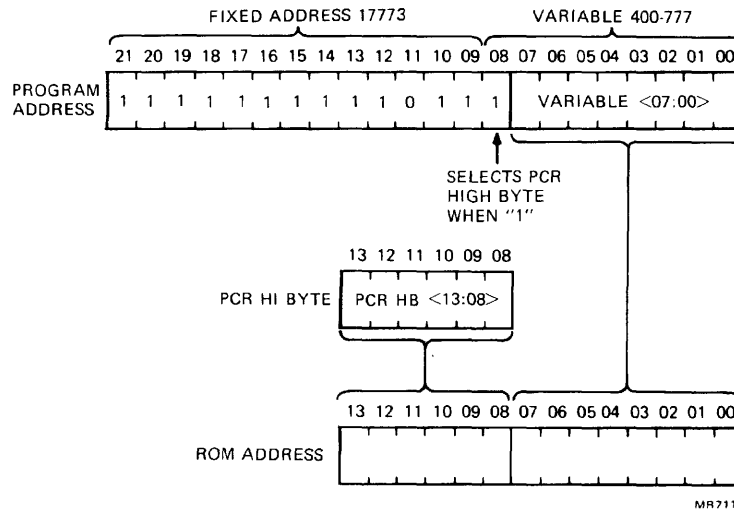 FIXED ADDRESS 17773 VARIABLE 400-777
21 20 19 18 17 16 15 14 13 12 11 10 09 08 07 06 05 04 03 02 01 00
PROGRAM ADDRESS
1 1 1 1 1 1 1 1 1 1 0 1 1 1 VARIABLE <07:00>
SELECTS PCR
HIGH BYTE
WHEN "1"
13 12 11 10 09 08
PCR HI BYTE PCR HB <13:08>
13 12 11 10 09 08 07 06 05 04 03 02 01 00
ROM ADDRESS
MR711